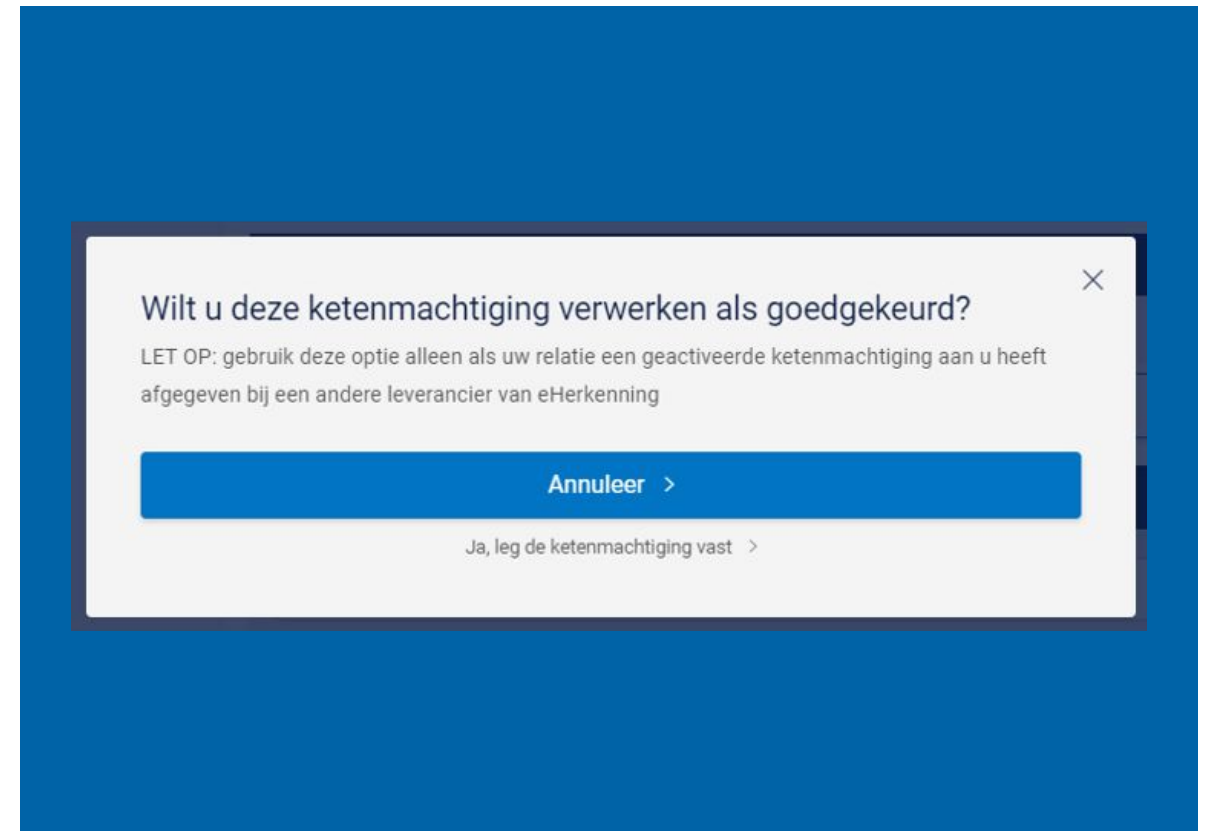 Wilt u deze ketenmachtiging verwerken als goedgekeurd?
LET OP: gebruik deze optie alleen als uw relatie een geactiveerde ketenmachtiging aan u heeft
afgegeven bij een andere leverancier van eHerkenning
Annuleer >
Ja, leg de ketenmachtiging vast >